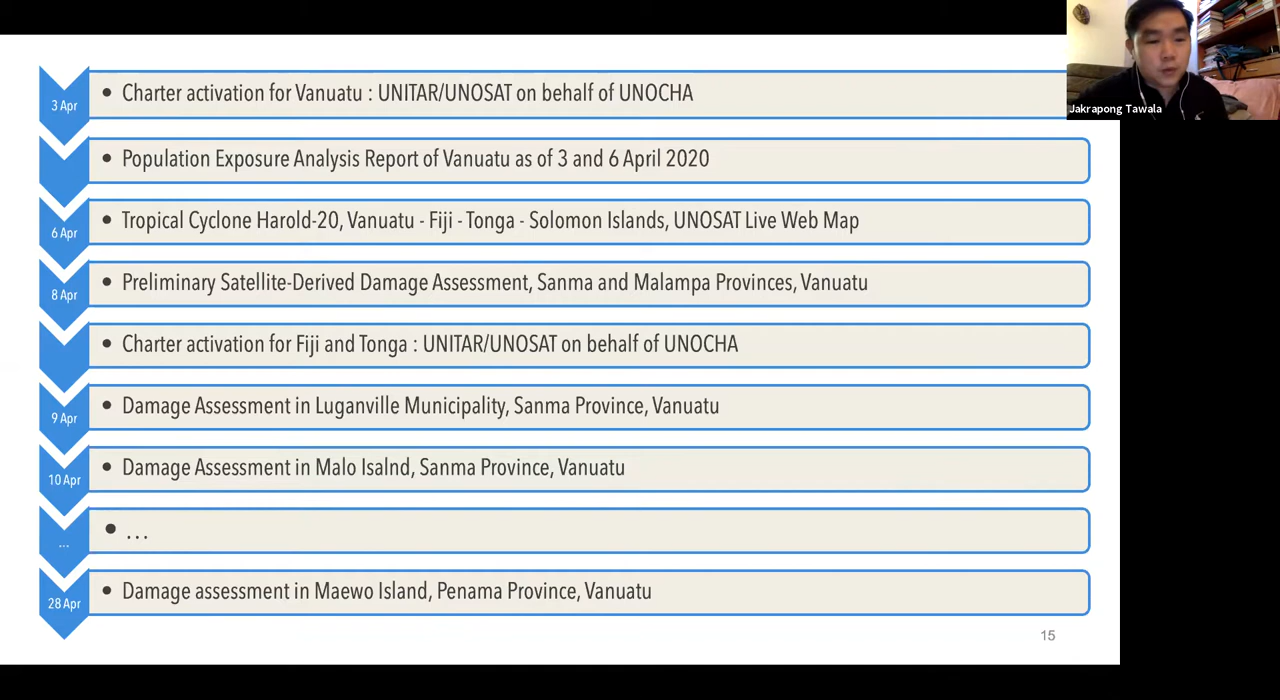 3 Apr
• Charter activation for Vanuatu : UNITAR/UNOSAT on behalf of UNOCHA
• Population Exposure Analysis Report of Vanuatu as of 3 and 6 April 2020
6 Apr
• Tropical Cyclone Harold-20, Vanuatu - Fiji - Tonga - Solomon Islands, UNOSAT Live Web Map
8 Apr
• Preliminary Satellite-Derived Damage Assessment, Sanma and Malampa Provinces, Vanuatu
• Charter activation for Fiji and Tonga : UNITAR/UNOSAT on behalf of UNOCHA
9 Apr
• Damage Assessment in Luganville Municipality, Sanma Province, Vanuatu
10 Apr
• Damage Assessment in Malo Isalnd, Sanma Province, Vanuatu
...
• ...
28 Apr
• Damage assessment in Maewo Island, Penama Province, Vanuatu
15
Jakrapong Tawala